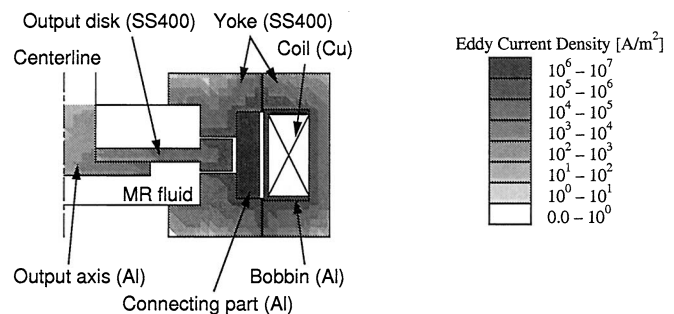 Output disk (SS400) Yoke (SS400)
Coil (Cu)
Centerline
MR fluid
Output axis (Al)
Bobbin (Al)
Connecting part (Al)
Eddy Current Density [A/m²]
10⁶ – 10⁷
10⁵ – 10⁶
10⁴ – 10⁵
10³ – 10⁴
10² – 10³
10¹ – 10²
10⁰ – 10¹
0.0 – 10⁰